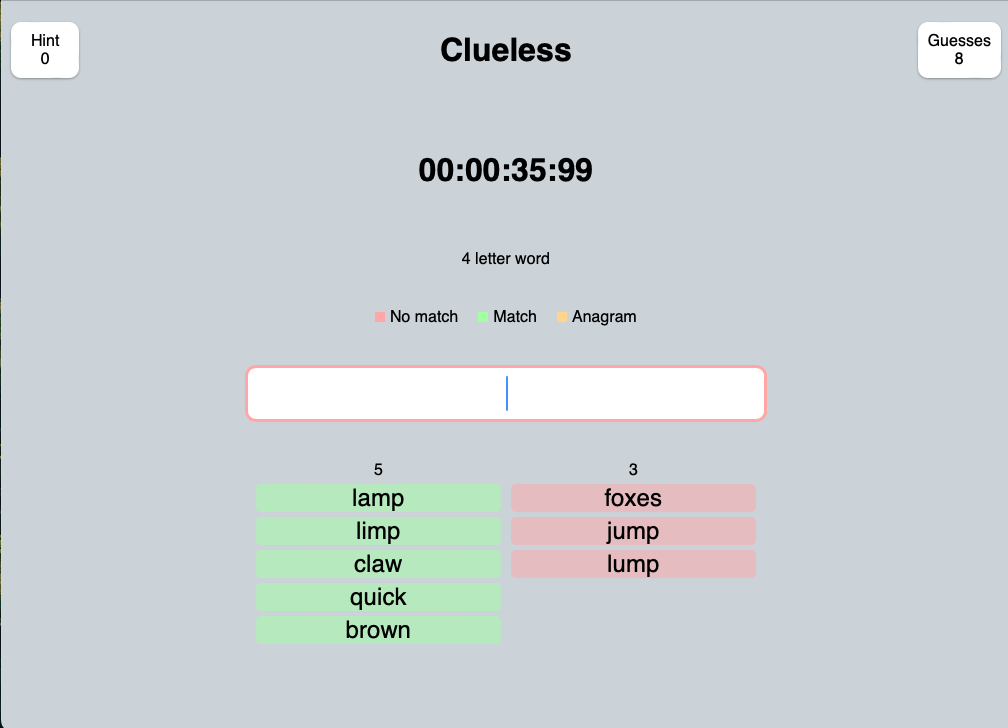 Hint
0
Clueless
Guesses
8
00:00:35:99
4 letter word
No match Match Anagram
5
lamp
limp
claw
quick
brown
3
foxes
jump
lump